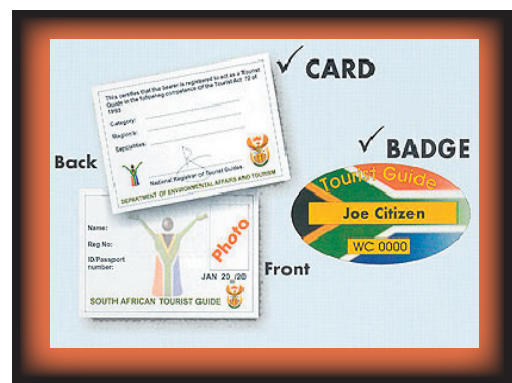 CARD
This certifies that the bearer is registered to act as a Tourist
Guide in the following competence of the Tourist Act 72 of
1993
Category:
Region/s:
Specialities:
National Registrar of Tourist Guides.
DEPARTMENT OF ENVIRONMENTAL AFFAIRS AND TOURISM
Back
BADGE
Tourist Guide
Joe Citizen
WC 0000
Name:
Reg No:
ID/Passport
number:
Photo
JAN 20 /20
SOUTH AFRICAN TOURIST GUIDE
Front